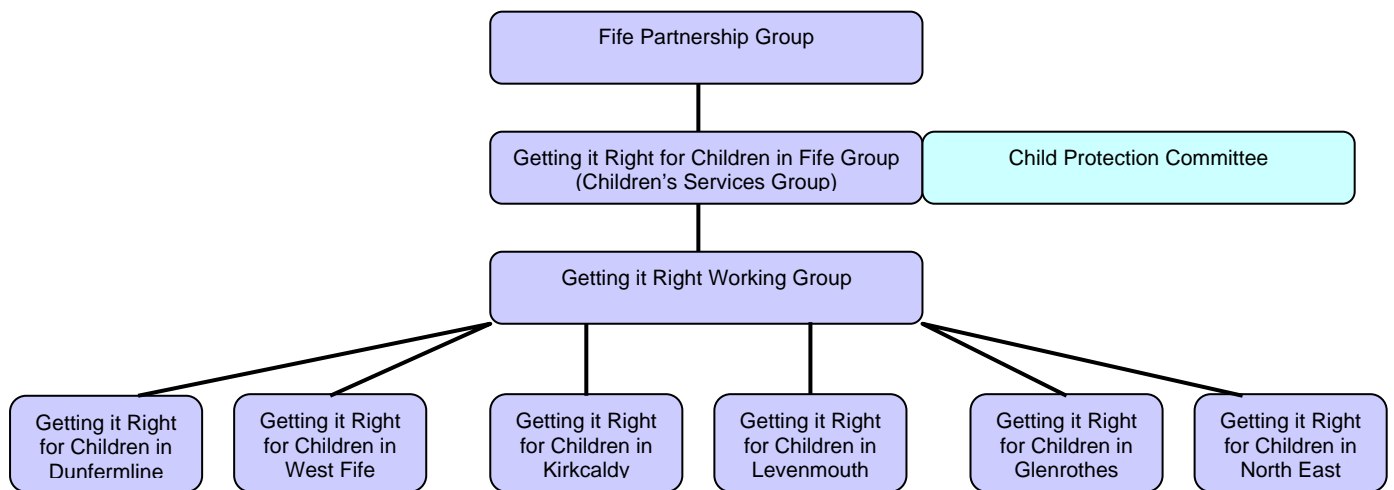 Fife Partnership Group
Getting it Right for Children in Fife Group
(Children’s Services Group)
Child Protection Committee
Getting it Right Working Group
Getting it Right
for Children in
Dunfermline
Getting it Right
for Children in
West Fife
Getting it Right
for Children in
Kirkcaldy
Getting it Right
for Children in
Levenmouth
Getting it Right
for Children in
Glenrothes
Getting it Right
for Children in
North East